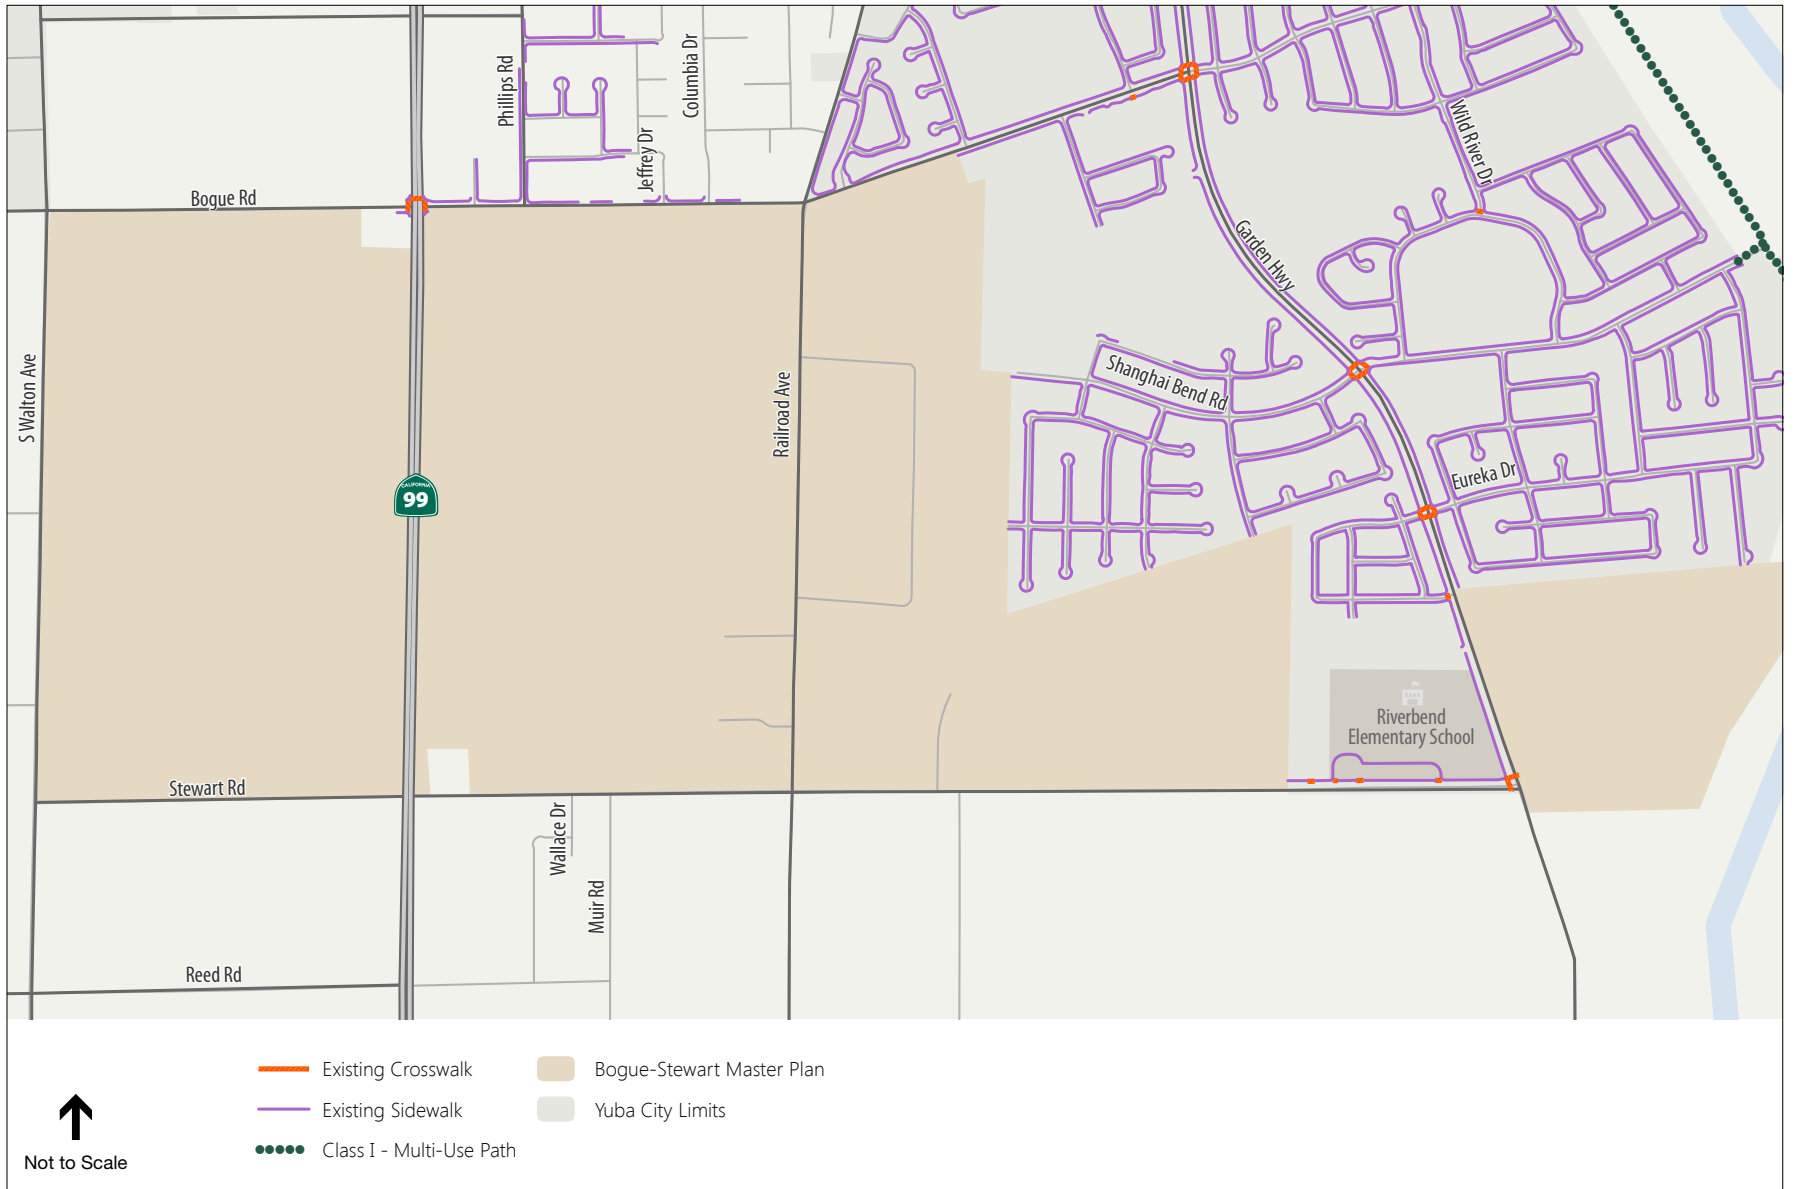 Phillips Rd
Columbia Dr
Jeffrey Dr
Wild River Dr
Bogue Rd
Garden Hwy
S Walton Ave
Railroad Ave
Shanghai Bend Rd
CALIFORNIA
99
Eureka Dr
Riverbend
Elementary School
Stewart Rd
Wallace Dr
Muir Rd
Reed Rd
Existing Crosswalk
Bogue-Stewart Master Plan
Existing Sidewalk
Yuba City Limits
Class I - Multi-Use Path
Not to Scale